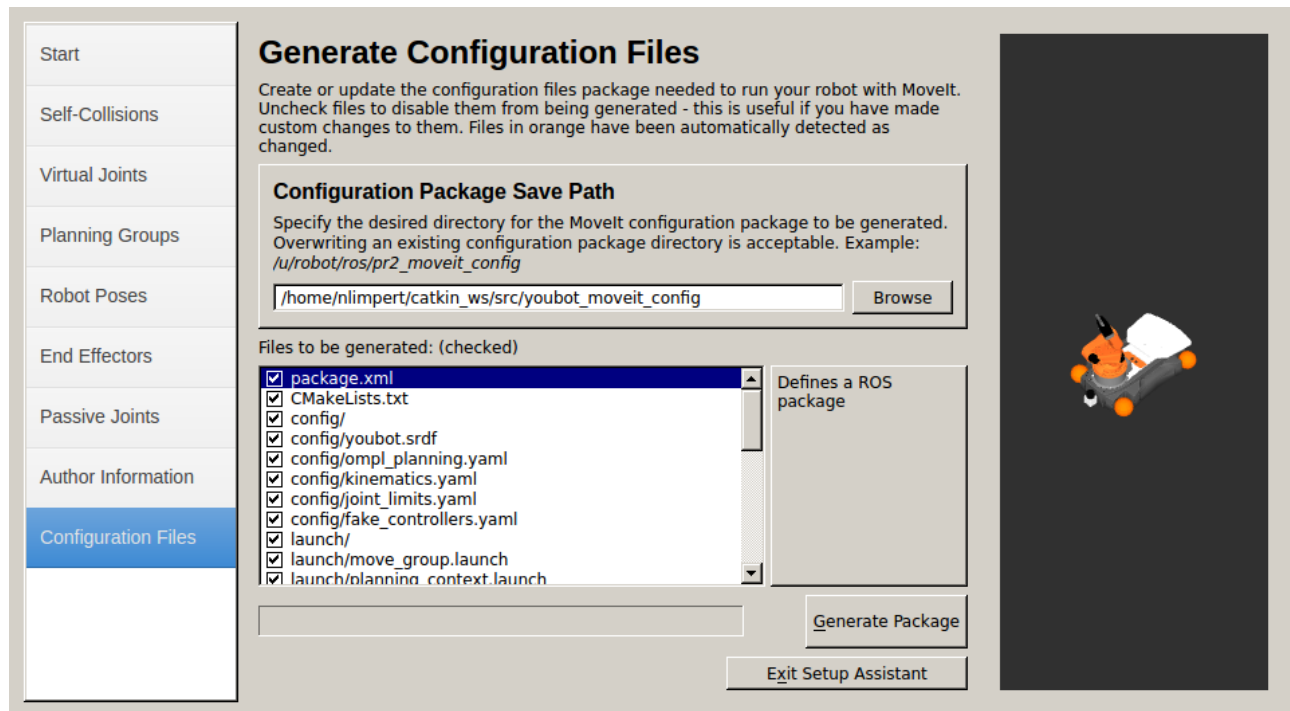 Start
Self-Collisions
Virtual Joints
Planning Groups
Robot Poses
End Effectors
Passive Joints
Author Information
Configuration Files
Generate Configuration Files
Create or update the configuration files package needed to run your robot with MoveIt.
Uncheck files to disable them from being generated - this is useful if you have made
custom changes to them. Files in orange have been automatically detected as
changed.
Configuration Package Save Path
Specify the desired directory for the MoveIt configuration package to be generated.
Overwriting an existing configuration package directory is acceptable. Example:
/u/robot/ros/pr2_moveit_config
/home/nlimpert/catkin_ws/src/youbot_moveit_config
Browse
Files to be generated: (checked)
package.xml
CMakeLists.txt
config/
config/youbot.srdf
config/ompl_planning.yaml
config/kinematics.yaml
config/joint_limits.yaml
config/fake_controllers.yaml
launch/
launch/move_group.launch
launch/planning_context.launch
Defines a ROS
package
Generate Package
Exit Setup Assistant